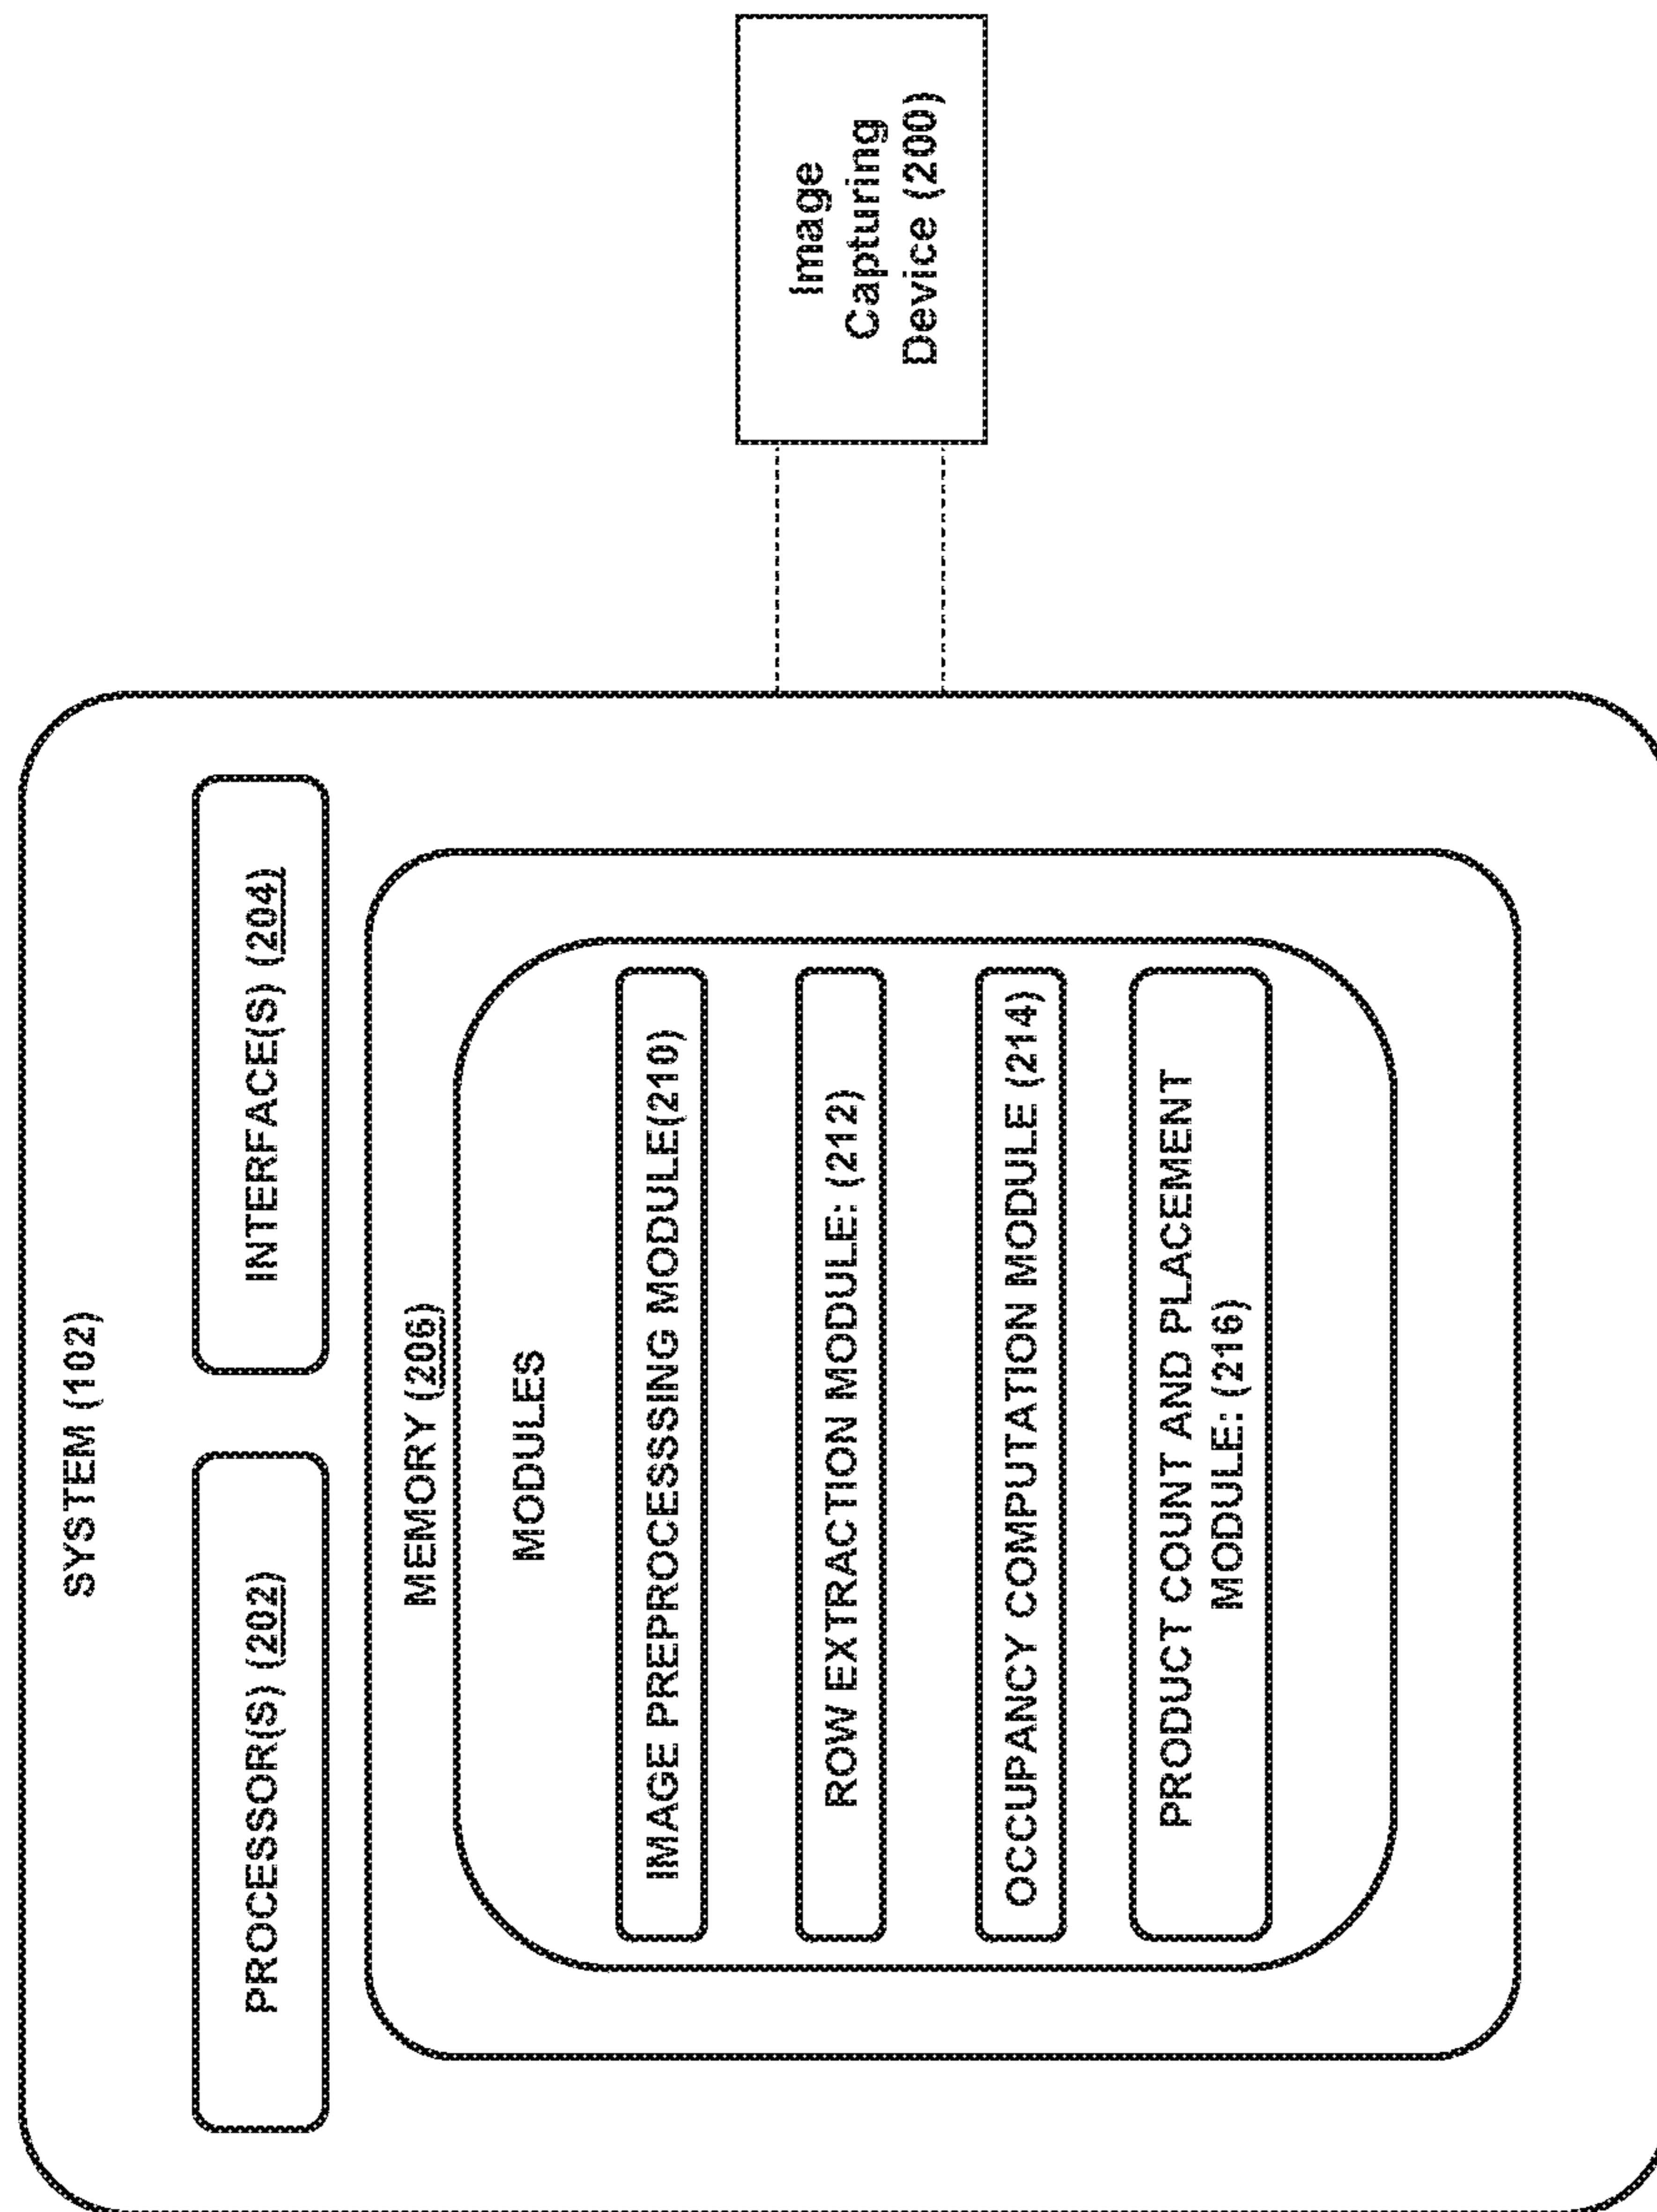 SYSTEM (102)
PROCESSOR(S) (202)
INTERFACE(S) (204)
MEMORY (206)
MODULES
IMAGE PREPROCESSSING MODULE(210)
ROW EXTRACTION MODULE: (212)
OCCUPANCY COMPUTATION MODULE (214)
PRODUCT COUNT AND PLACEMENT
MODULE: (216)
Image
Capturing
Device (200)